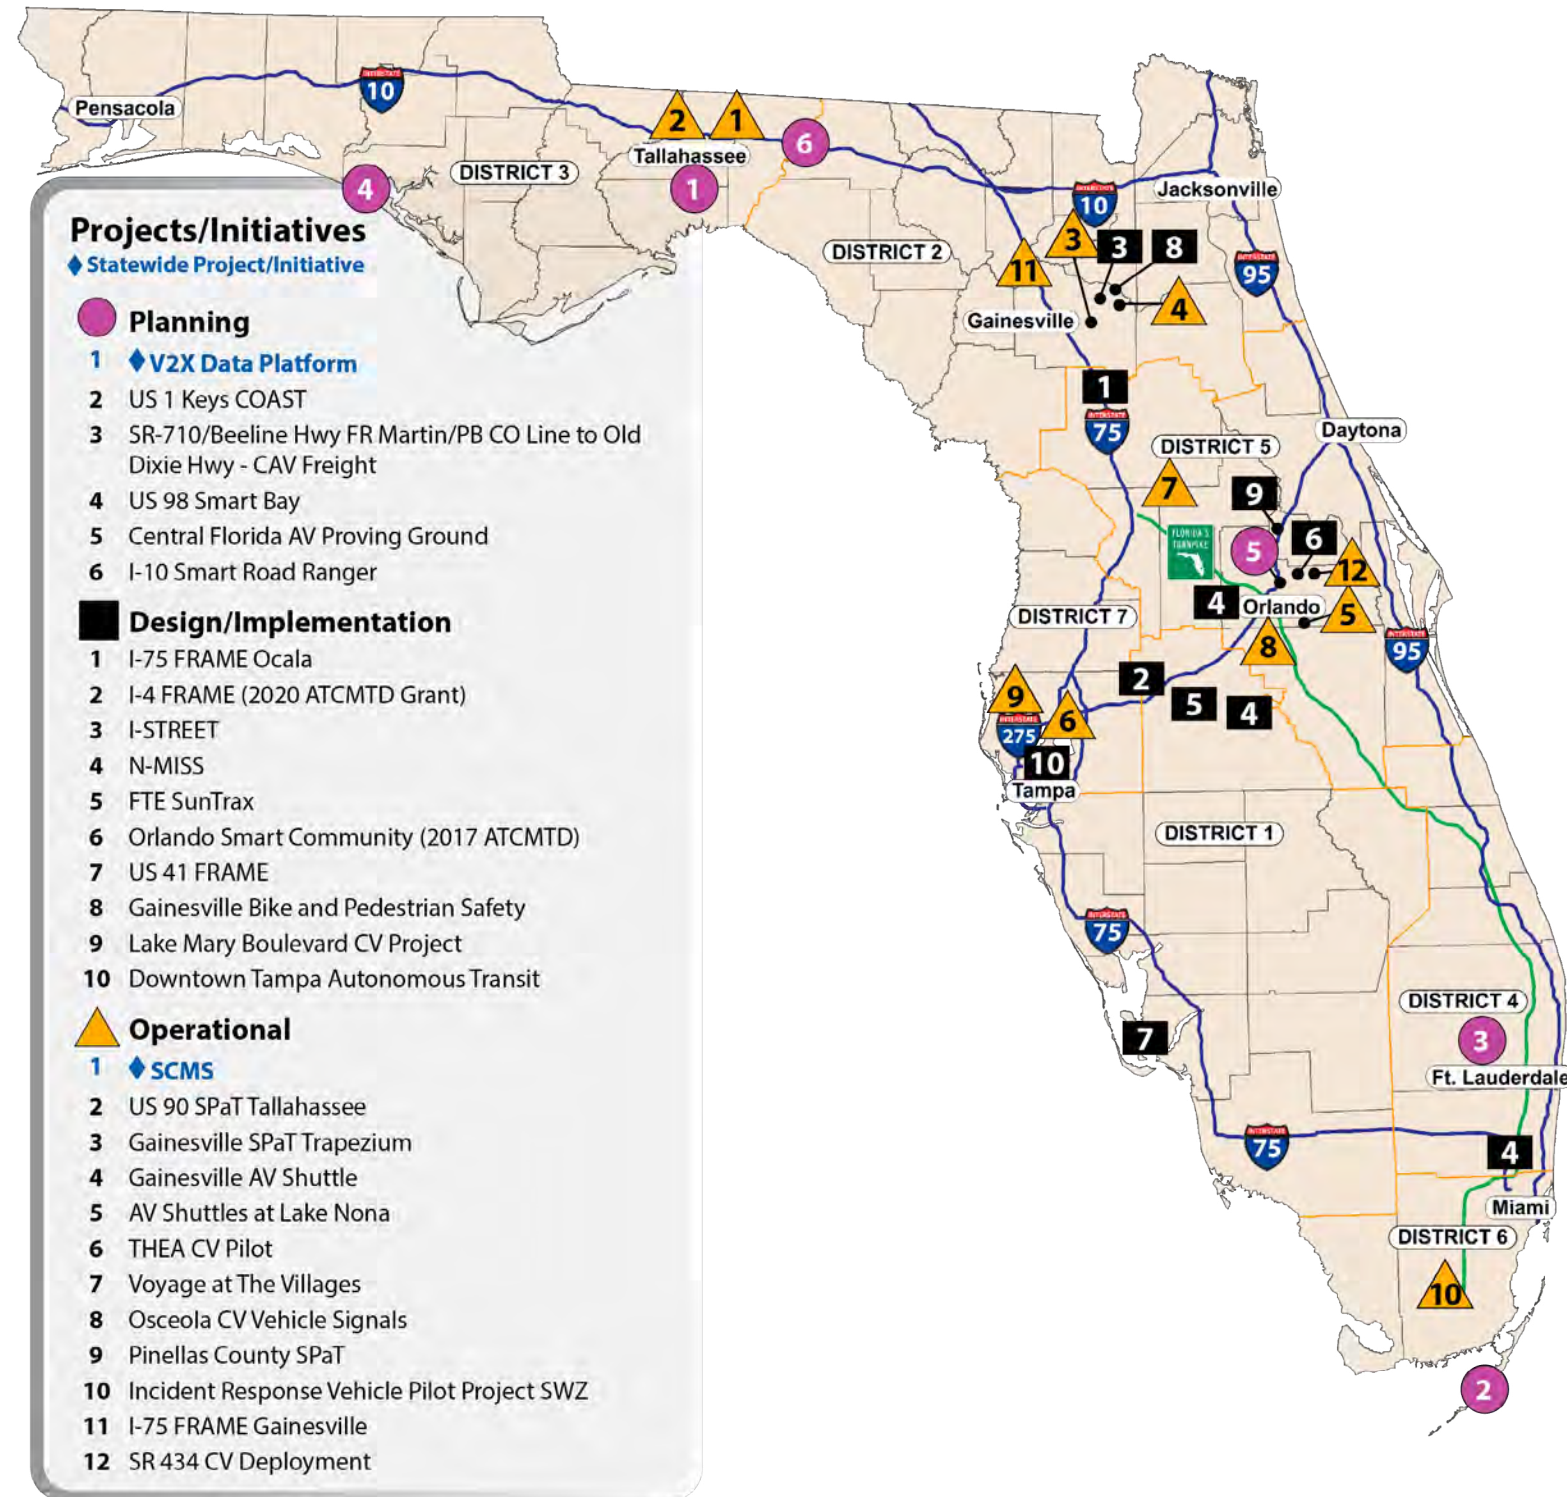 Projects/Initiatives
Statewide Project/Initiative
Planning
1 V2X Data Platform
2 US 1 Keys COAST
3 SR-710/Beeline Hwy FR Martin/PB CO Line to Old
Dixie Hwy - CAV Freight
4 US 98 Smart Bay
5 Central Florida AV Proving Ground
6 I-10 Smart Road Ranger
Design/Implementation
1 I-75 FRAME Ocala
2 I-4 FRAME (2020 ATCMTD Grant)
3 I-STREET
4 N-MISS
5 FTE SunTrax
6 Orlando Smart Community (2017 ATCMTD)
7 US 41 FRAME
8 Gainesville Bike and Pedestrian Safety
9 Lake Mary Boulevard CV Project
10 Downtown Tampa Autonomous Transit
Operational
1 SCMS
2 US 90 SPaT Tallahassee
3 Gainesville SPaT Trapezium
4 Gainesville AV Shuttle
5 AV Shuttles at Lake Nona
6 THEA CV Pilot
7 Voyage at The Villages
8 Osceola CV Vehicle Signals
9 Pinellas County SPaT
10 Incident Response Vehicle Pilot Project SWZ
11 I-75 FRAME Gainesville
12 SR 434 CV Deployment
Pensacola
INTERSTATE
10
2
1
Tallahassee
6
DISTRICT 3
4
1
Jacksonville
INTERSTATE
10
DISTRICT 2
3
3
8
11
INTERSTATE
95
4
Gainesville
1
INTERSTATE
75
Daytona
DISTRICT 5
7
9
FLORIDA'S
TURNPIKE
5
6
12
4
Orlando
5
DISTRICT 7
8
INTERSTATE
95
2
9
5
4
6
INTERSTATE
275
10
Tampa
DISTRICT 1
INTERSTATE
75
DISTRICT 4
3
7
Ft. Lauderdale
INTERSTATE
75
4
Miami
DISTRICT 6
10
2